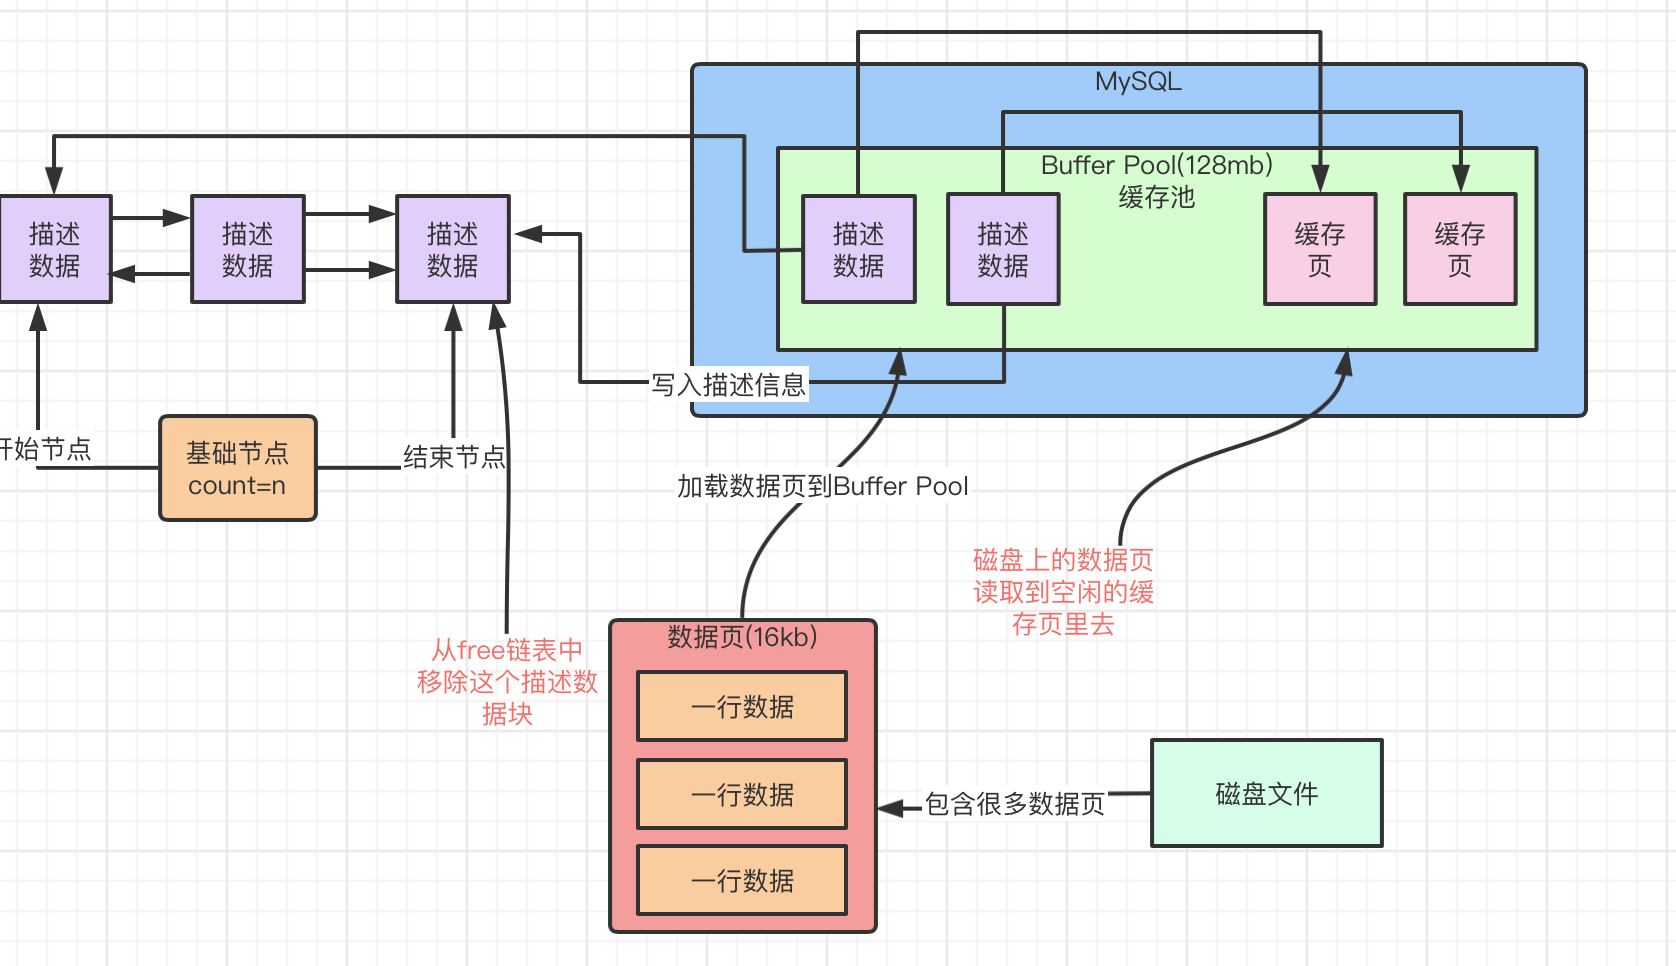 MySQL
Buffer Pool(128mb)
缓存池
描述
数据
描述
数据
描述
数据
描述
数据
描述
数据
缓存
页
缓存
页
写入描述信息
开始节点
基础节点
count=n
结束节点
加载数据页到Buffer Pool
磁盘上的数据页
读取到空闲的缓
存页里去
从free链表中
移除这个描述数
据块
数据页(16kb)
一行数据
一行数据
一行数据
包含很多数据页
磁盘文件